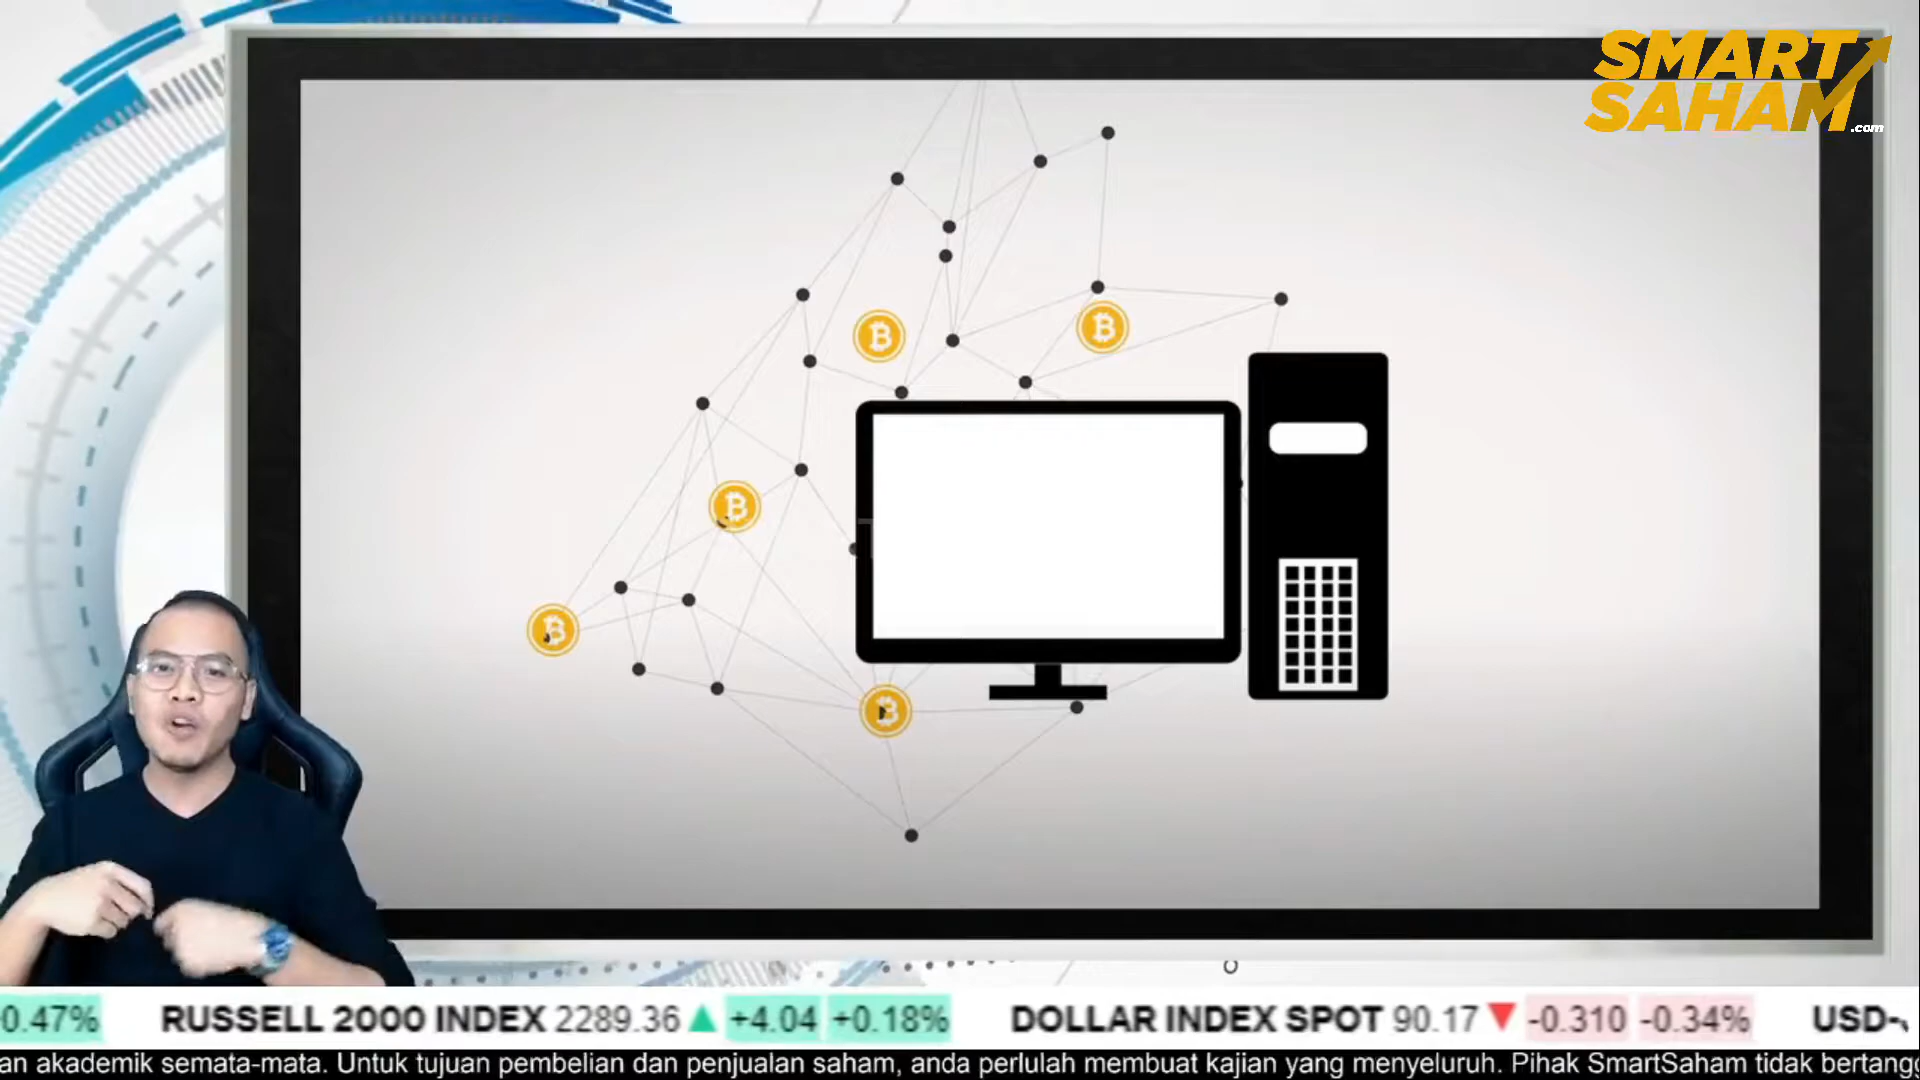 SMART
SAHAM
.com
0.47% RUSSELL 2000 INDEX 2289.36 +4.04 +0.18% DOLLAR INDEX SPOT 90.17 -0.310 -0.34% USD-
an akademik semata-mata. Untuk tujuan pembelian dan penjualan saham, anda perlulah membuat kajian yang menyeluruh. Pihak SmartSaham tidak bertangg